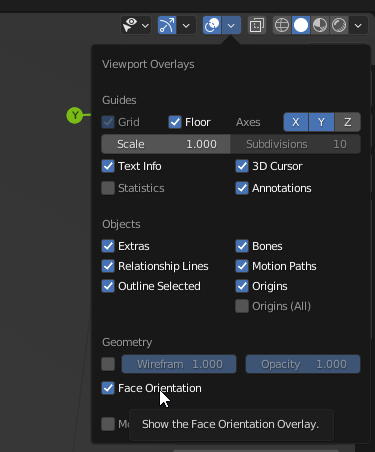 Viewport Overlays
Y
Guides
Grid Floor Axes X Y Z
Scale 1.000 Subdivisions 10
Text Info 3D Cursor
Statistics Annotations
Objects
Extras Bones
Relationship Lines Motion Paths
Outline Selected Origins
Origins (All)
Geometry
Wirefram 1.000 Opacity 1.000
Face Orientation
Show the Face Orientation Overlay.